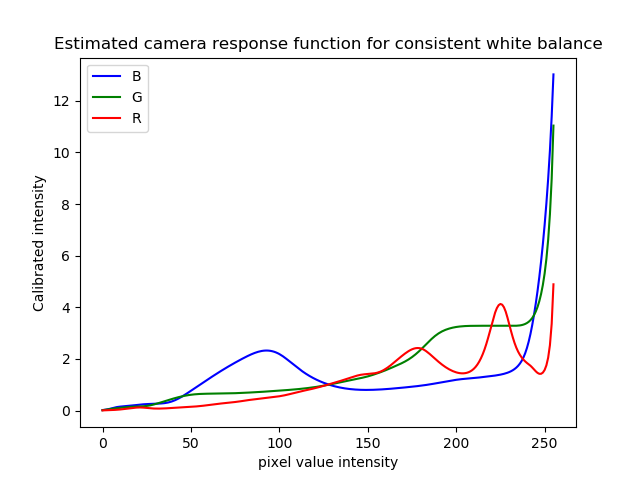 Estimated camera response function for consistent white balance
B
G
R
12
10
8
6
4
2
0
Calibrated intensity
0 50 100 150 200 250
pixel value intensity